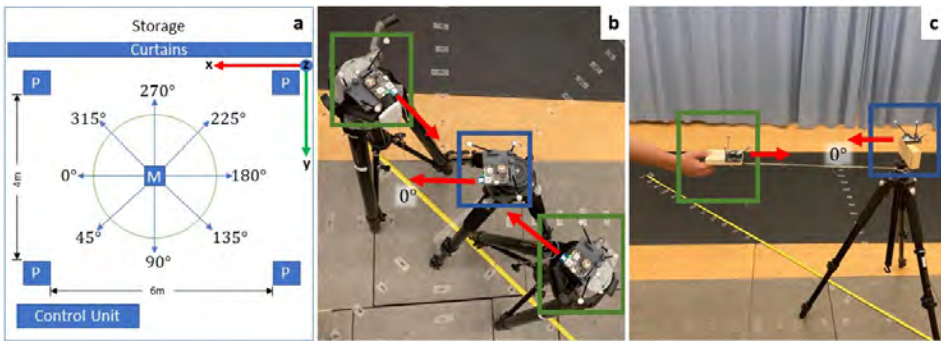 a
Storage
Curtains
x
z
P
P
270°
315°
225°
y
4m
0°
M
180°
45°
135°
90°
P
P
6m
Control Unit
b
0°
c
0°